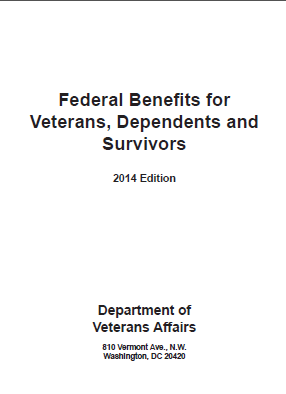 Federal Benefits for
Veterans, Dependents and
Survivors
2014 Edition
Department of
Veterans Affairs
810 Vermont Ave., N.W.
Washington, DC 20420